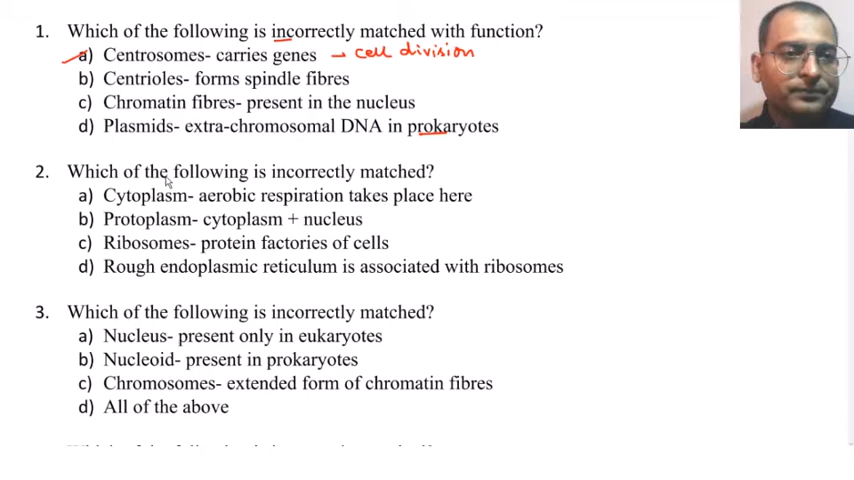 1. Which of the following is incorrectly matched with function?
a) Centrosomes- carries genes → cell division
b) Centrioles- forms spindle fibres
c) Chromatin fibres- present in the nucleus
d) Plasmids- extra-chromosomal DNA in prokaryotes
2. Which of the following is incorrectly matched?
a) Cytoplasm- aerobic respiration takes place here
b) Protoplasm- cytoplasm + nucleus
c) Ribosomes- protein factories of cells
d) Rough endoplasmic reticulum is associated with ribosomes
3. Which of the following is incorrectly matched?
a) Nucleus- present only in eukaryotes
b) Nucleoid- present in prokaryotes
c) Chromosomes- extended form of chromatin fibres
d) All of the above